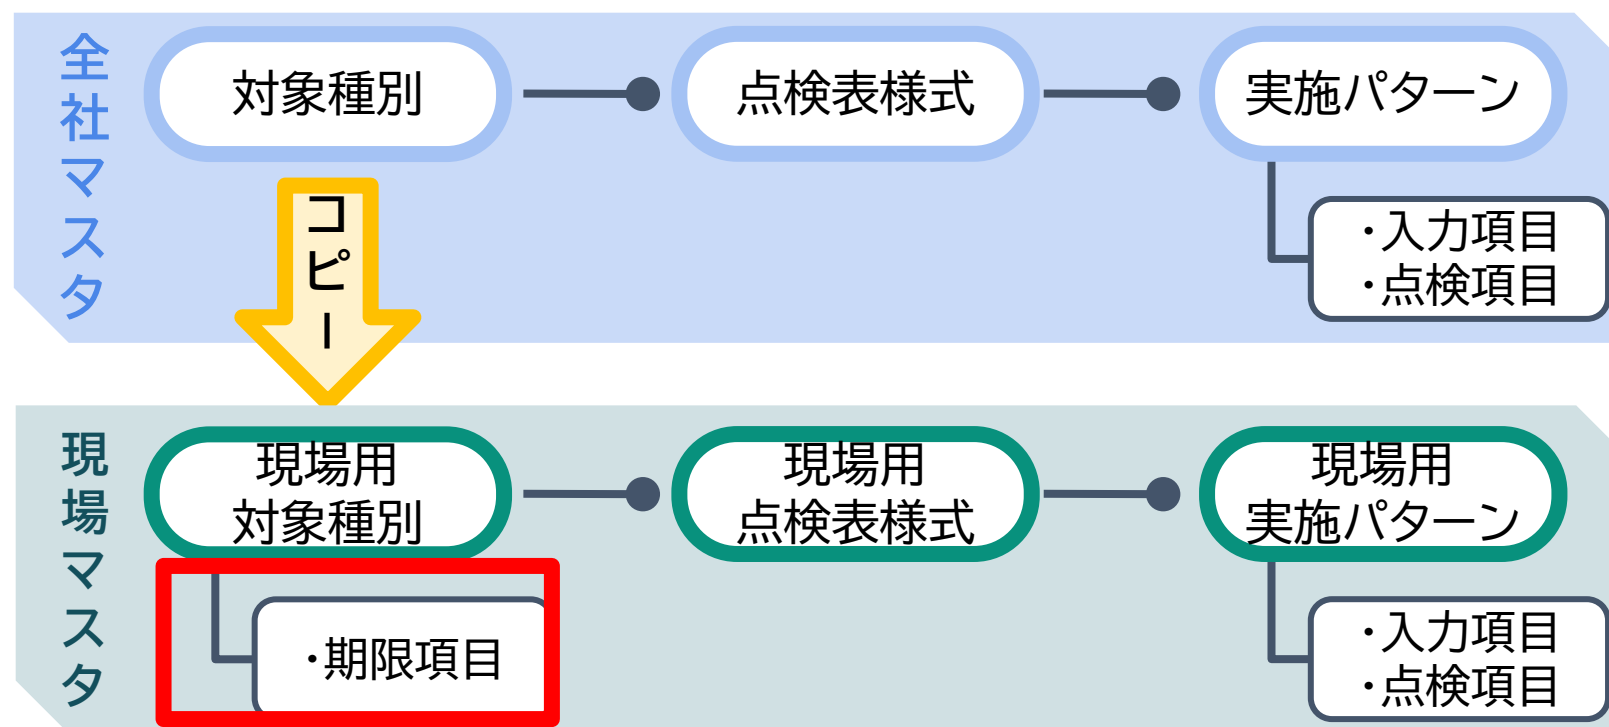 全社マスタ
対象種別
点検表様式
実施パターン
・入力項目
・点検項目
コピー
現場マスタ
現場用
対象種別
現場用
点検表様式
現場用
実施パターン
・期限項目
・入力項目
・点検項目